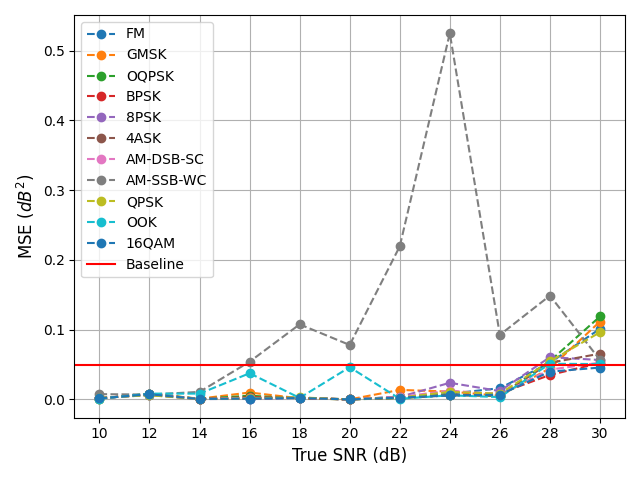 FM
GMSK
OQPSK
BPSK
8PSK
4ASK
AM-DSB-SC
AM-SSB-WC
QPSK
OOK
16QAM
Baseline
MSE (dB²)
0.5
0.4
0.3
0.2
0.1
0.0
10 12 14 16 18 20 22 24 26 28 30
True SNR (dB)